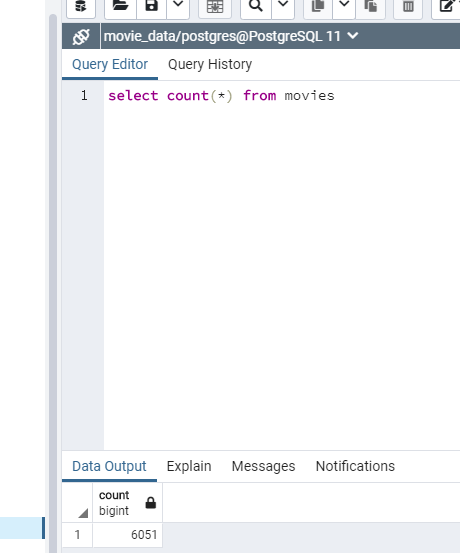 movie_data/postgres@PostgreSQL 11
Query Editor Query History
1 select count(*) from movies
Data Output Explain Messages Notifications
count
bigint
1 6051